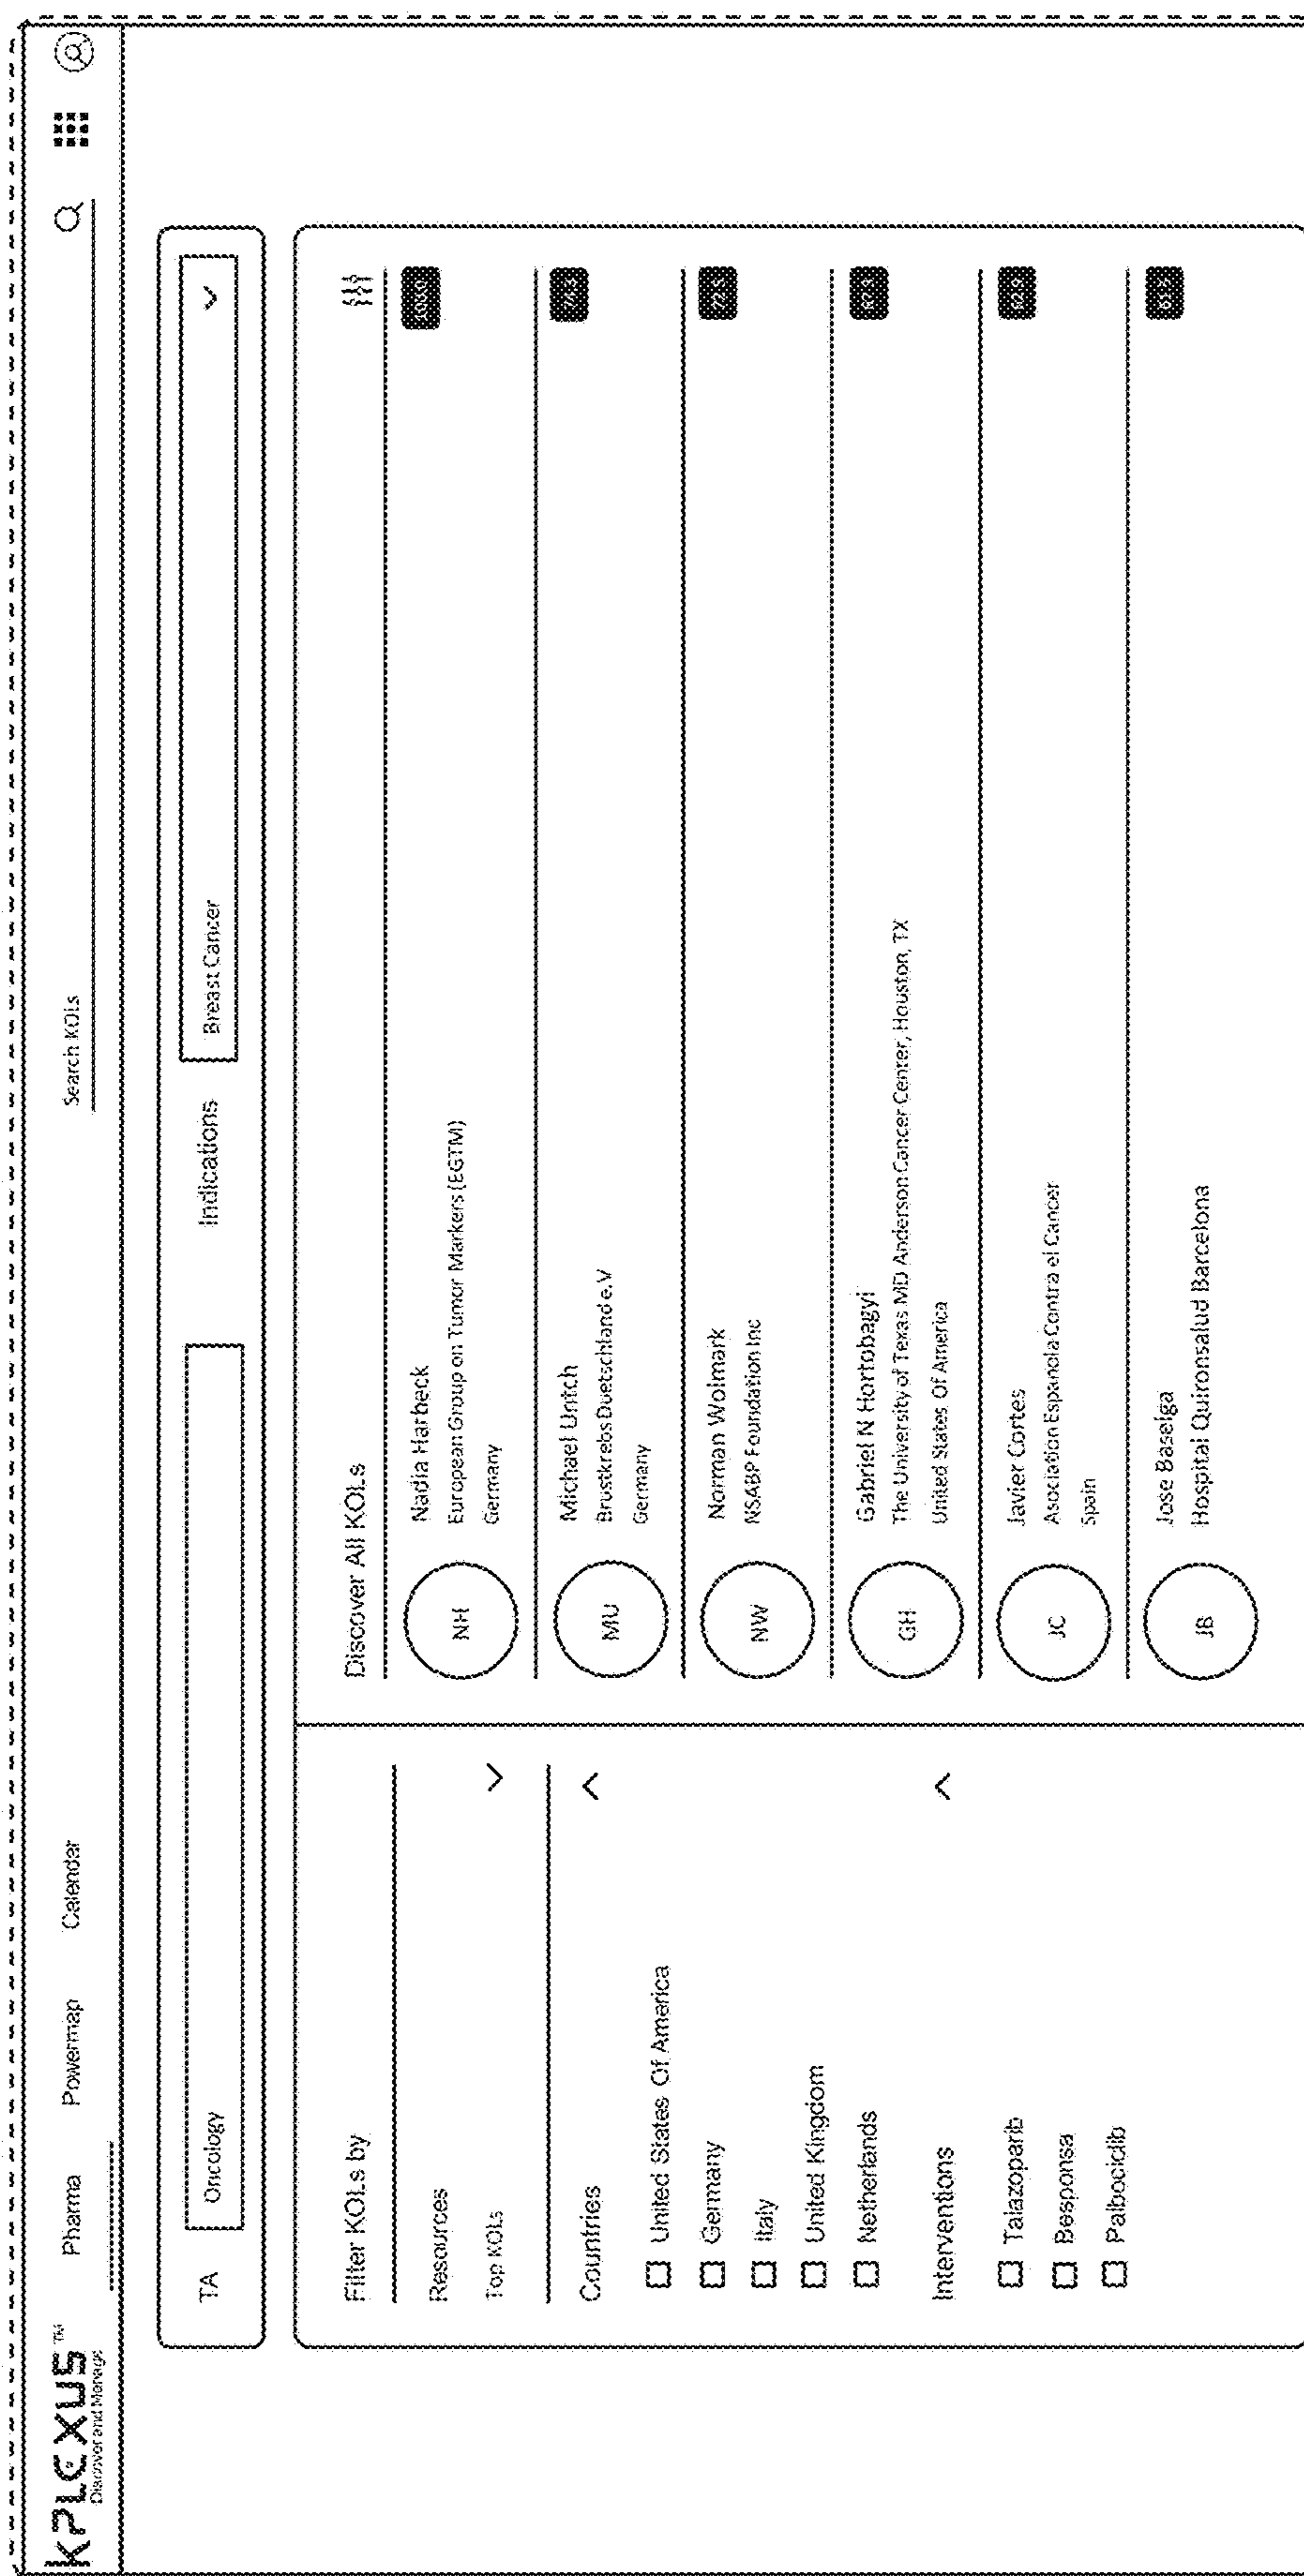 KPLEXUS™
Discover and Manage
Pharma
Powermap
Calendar
Search KOLs
TA
Oncology
Indications
Breast Cancer
Filter KOLs by
Resources
Top KOLs
Countries
United States Of America
Germany
Italy
United Kingdom
Netherlands
Interventions
Talazoparib
Besponsa
Palbociclib
Discover All KOLs
NH
Nadia Harbeck
European Group on Tumor Markers (EGTM)
Germany
MU
Michael Untch
Brustkrebs Duetschland e.V
Germany
NW
Norman Wolmark
NSABP Foundation Inc
GH
Gabriel N Hortobagyi
The University of Texas MD Anderson Cancer Center, Houston, TX
United States Of America
JC
Javier Cortes
Asociation Espanola Contra el Cancer
Spain
JB
Jose Baselga
Hospital Quironsalud Barcelona